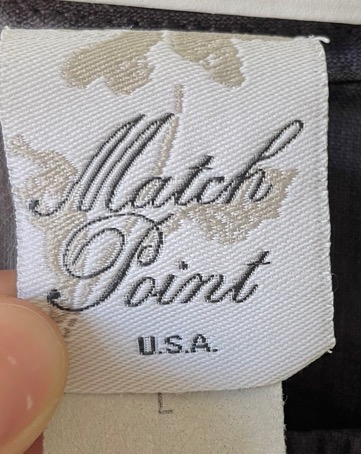 Match
Point
U.S.A.
L